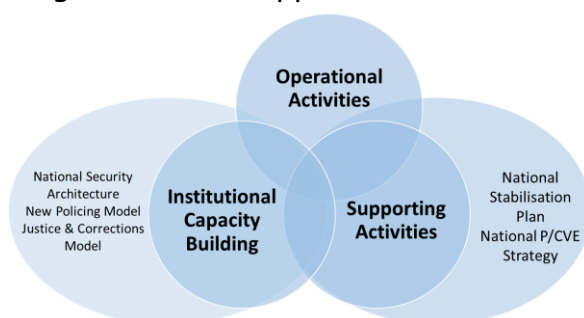 Operational
Activities
National Security
Architecture
New Policing Model
Justice & Corrections
Model
Institutional
Capacity
Building
Supporting
Activities
National
Stabilisation
Plan
National P/CVE
Strategy